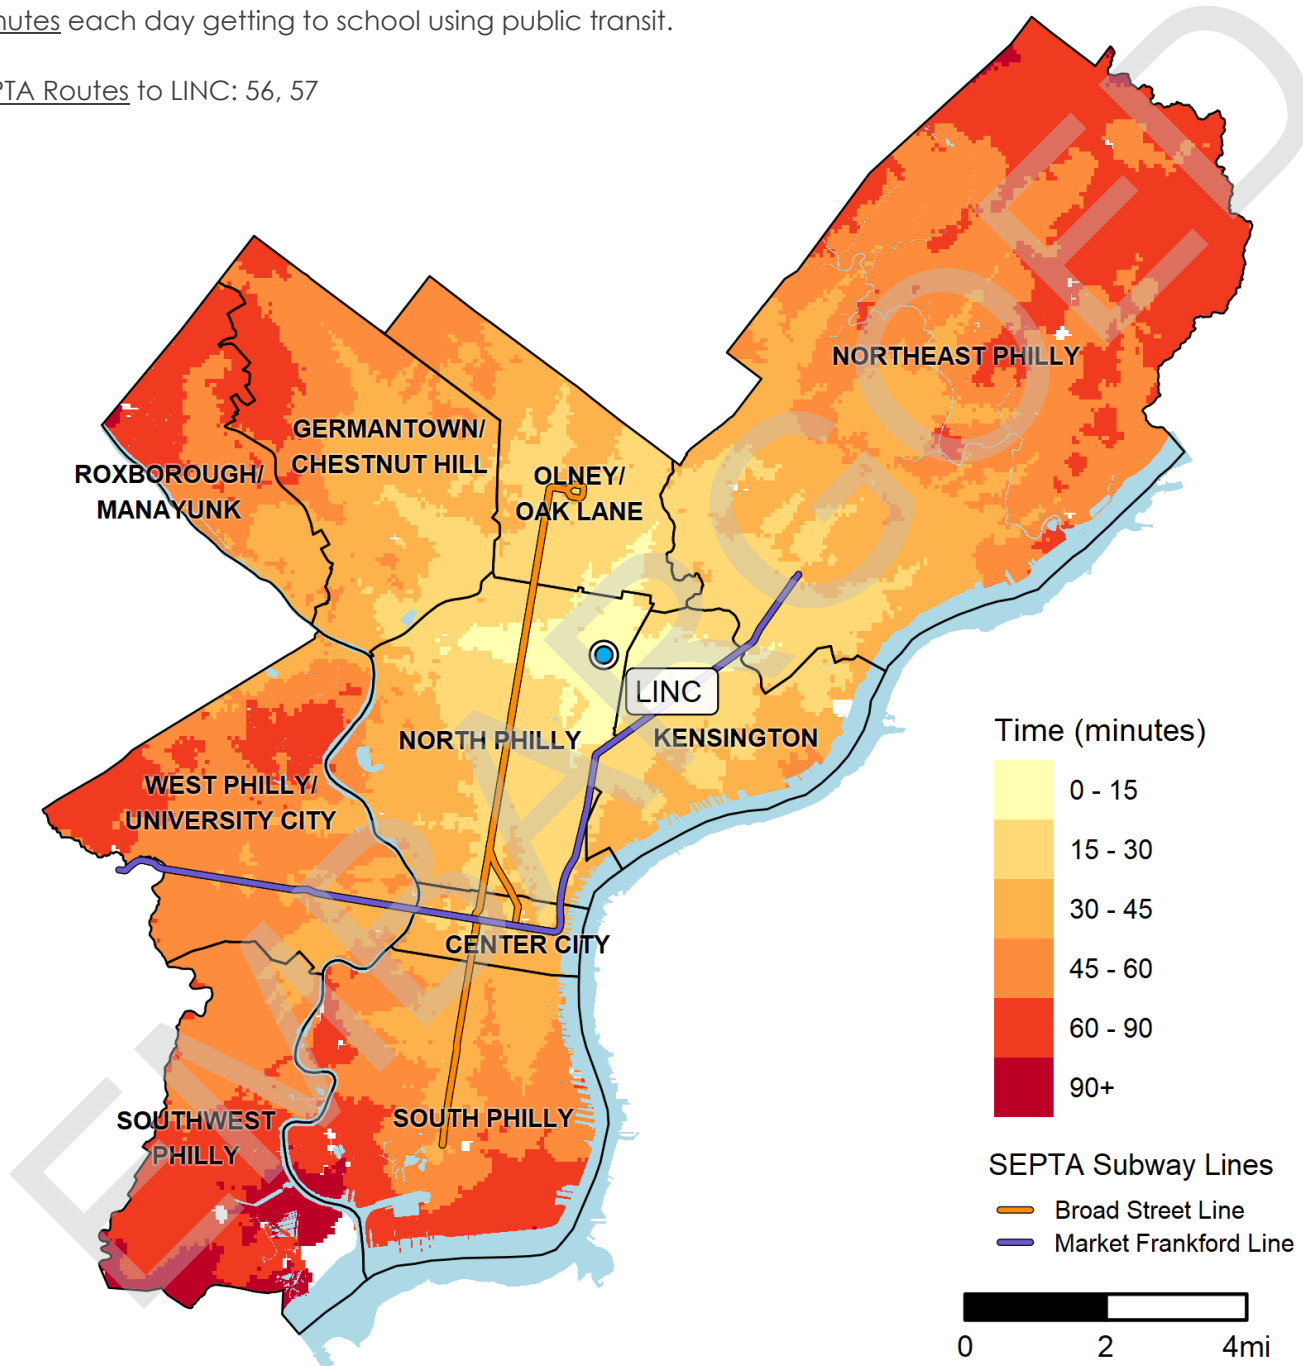 nutes each day getting to school using public transit.
PTA Routes to LINC: 56, 57
NORTHEAST PHILLY
GERMANTOWN/
CHESTNUT HILL
ROXBOROUGH/
MANAYUNK
OLNEY/
OAK LANE
LINC
NORTH PHILLY
KENSINGTON
WEST PHILLY/
UNIVERSITY CITY
CENTER CITY
SOUTHWEST
PHILLY
SOUTH PHILLY
Time (minutes)
0 - 15
15 - 30
30 - 45
45 - 60
60 - 90
90+
SEPTA Subway Lines
Broad Street Line
Market Frankford Line
0 2 4mi
EMBARGOED